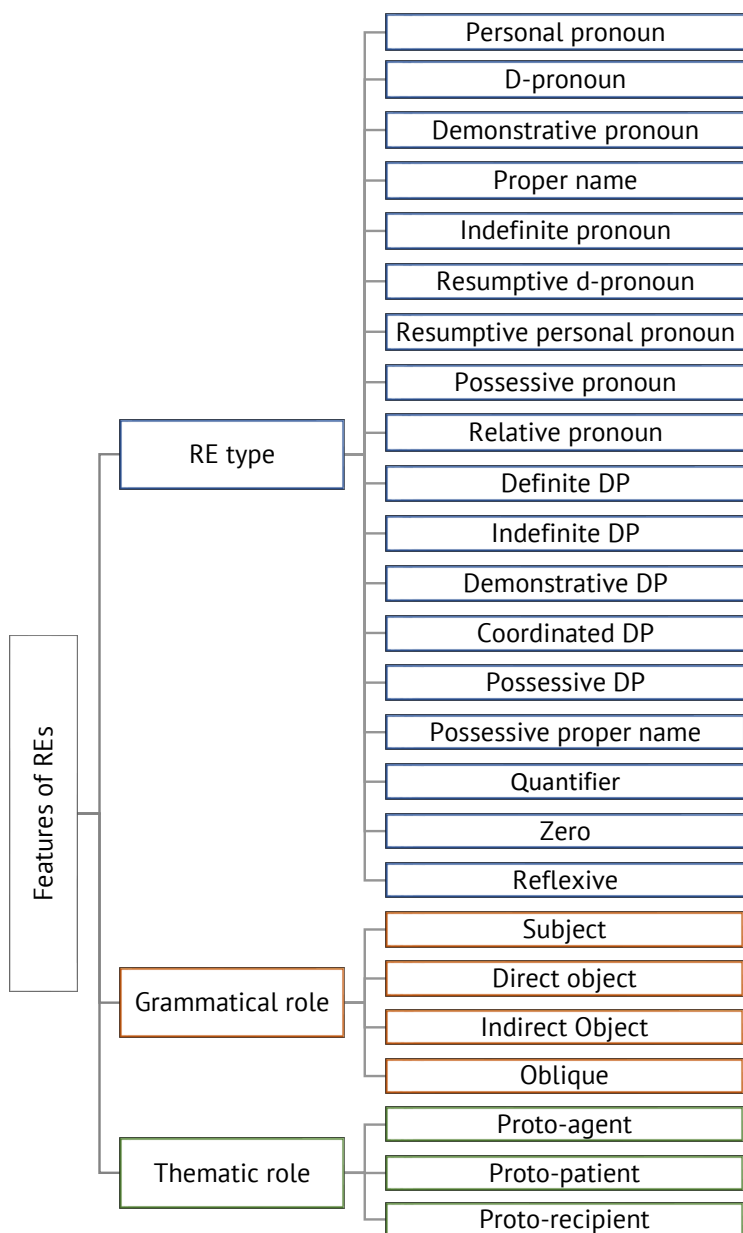 Features of REs
RE type
Personal pronoun
D-pronoun
Demonstrative pronoun
Proper name
Indefinite pronoun
Resumptive d-pronoun
Resumptive personal pronoun
Possessive pronoun
Relative pronoun
Definite DP
Indefinite DP
Demonstrative DP
Coordinated DP
Possessive DP
Possessive proper name
Quantifier
Zero
Reflexive
Grammatical role
Subject
Direct object
Indirect Object
Oblique
Thematic role
Proto-agent
Proto-patient
Proto-recipient